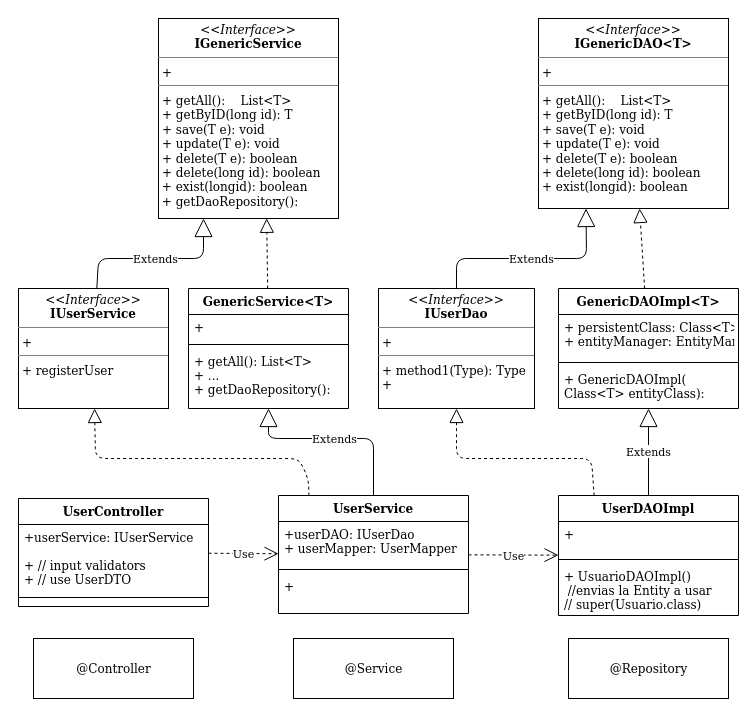 <<Interface>>
IGenericService
+
+ getAll():    List<T>
+ getByID(long id): T
+ save(T e): void
+ update(T e): void
+ delete(T e): boolean
+ delete(long id): boolean
+ exist(longid): boolean
+ getDaoRepository():
<<Interface>>
IGenericDAO<T>
+
+ getAll():    List<T>
+ getByID(long id): T
+ save(T e): void
+ update(T e): void
+ delete(T e): boolean
+ delete(long id): boolean
+ exist(longid): boolean
Extends
Extends
<<Interface>>
IUserService
+
+ registerUser
GenericService<T>
+
+ getAll(): List<T>
+ ...
+ getDaoRepository():
<<Interface>>
IUserDao
+
+ method1(Type): Type
+
GenericDAOImpl<T>
+ persistentClass: Class<T>
+ entityManager: EntityMa
+ GenericDAOImpl(
Class<T> entityClass):
Extends
Extends
UserController
+userService: IUserService
+ // input validators
+ // use UserDTO
Use
UserService
+userDAO: IUserDao
+ userMapper: UserMapper
+
Use
UserDAOImpl
+
+ UsuarioDAOImpl()
//envias la Entity a usar
// super(Usuario.class)
@Controller
@Service
@Repository